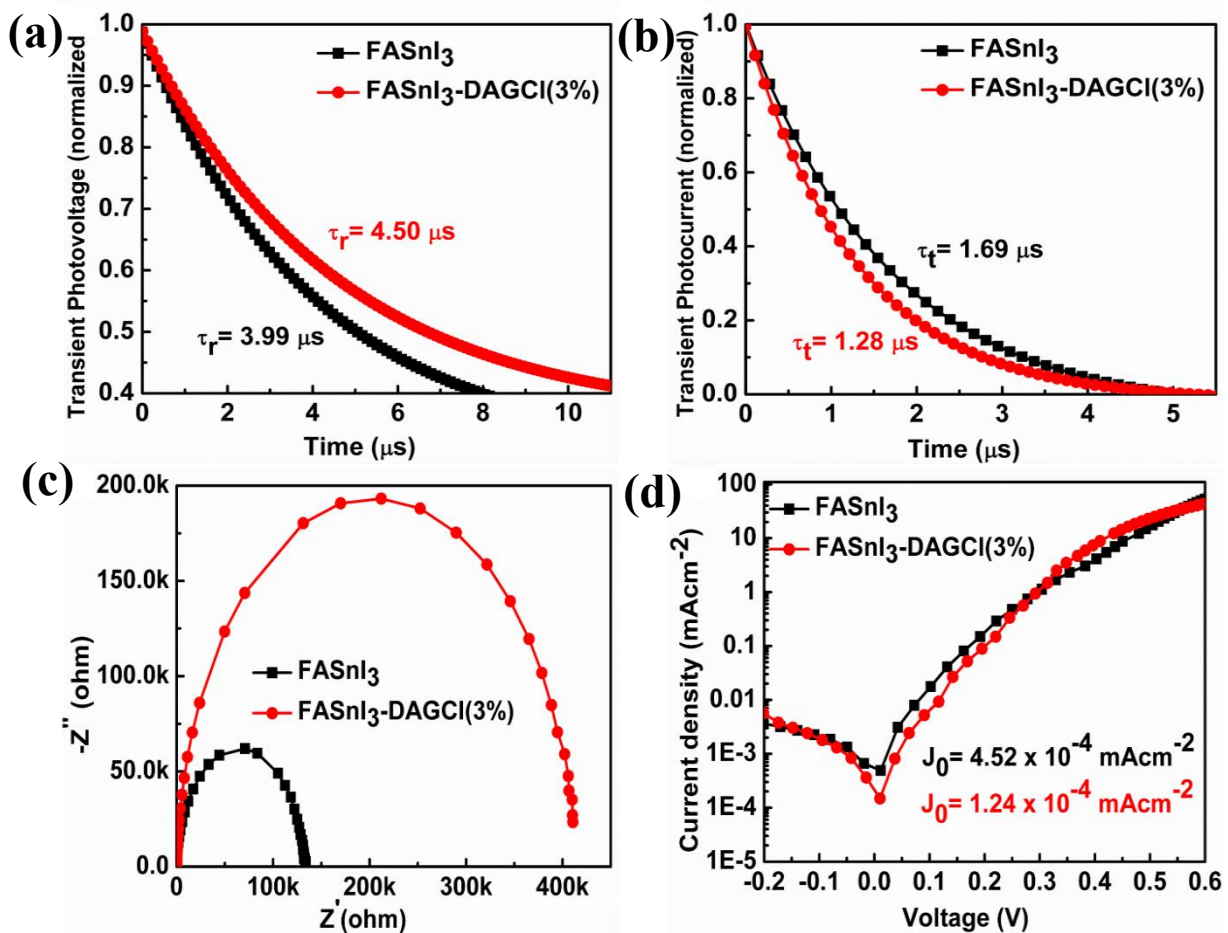 (a)
1.0
0.9
0.8
0.7
0.6
0.5
0.4
Transient Photovoltage (normalized)
FASnI3
FASnI3-DAGCl(3%)
τr= 4.50 μs
τr= 3.99 μs
0 2 4 6 8 10
Time (μs)
(b)
1.0
0.8
0.6
0.4
0.2
0.0
Transient Photocurrent (normalized)
FASnI3
FASnI3-DAGCl(3%)
τt= 1.69 μs
τt= 1.28 μs
0 1 2 3 4 5
Time (μs)
(c)
200.0k
150.0k
100.0k
50.0k
0.0
-Z'' (ohm)
FASnI3
FASnI3-DAGCl(3%)
0 100k 200k 300k 400k
Z'(ohm)
(d)
100
10
1
0.1
0.01
1E-3
1E-4
1E-5
Current density (mAcm-2)
FASnI3
FASnI3-DAGCl(3%)
J0= 4.52 x 10-4 mAcm-2
J0= 1.24 x 10-4 mAcm-2
-0.2 -0.1 0.0 0.1 0.2 0.3 0.4 0.5 0.6
Voltage (V)